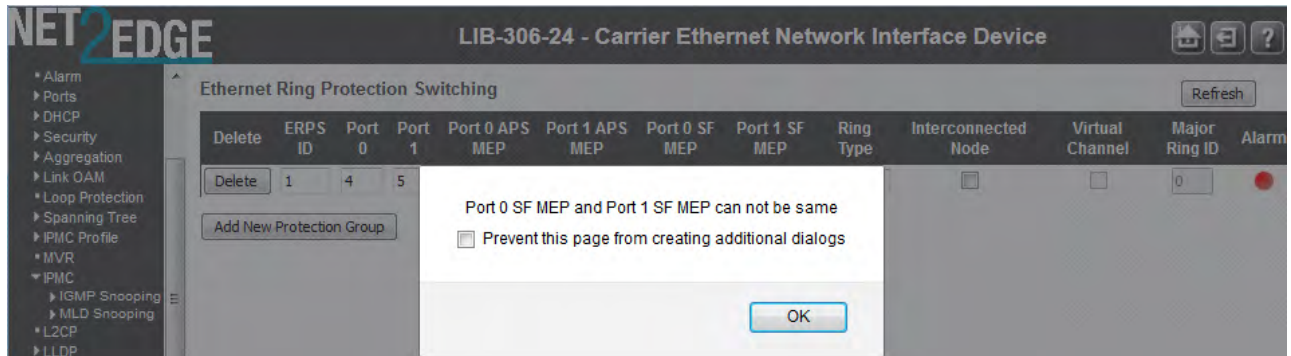 NET2EDGE
LIB-306-24 - Carrier Ethernet Network Interface Device
?
Alarm
Ports
DHCP
Security
Aggregation
Link OAM
Loop Protection
Spanning Tree
IPMC Profile
MVR
IPMC
IGMP Snooping
MLD Snooping
L2CP
LLDP
Ethernet Ring Protection Switching
Refresh
Delete ERPS ID Port 0 Port 1 Port 0 APS MEP Port 1 APS MEP Port 0 SF MEP Port 1 SF MEP Ring Type Interconnected Node Virtual Channel Major Ring ID Alarm
Delete 1 4 5 0
Add New Protection Group
Port 0 SF MEP and Port 1 SF MEP can not be same
Prevent this page from creating additional dialogs
OK